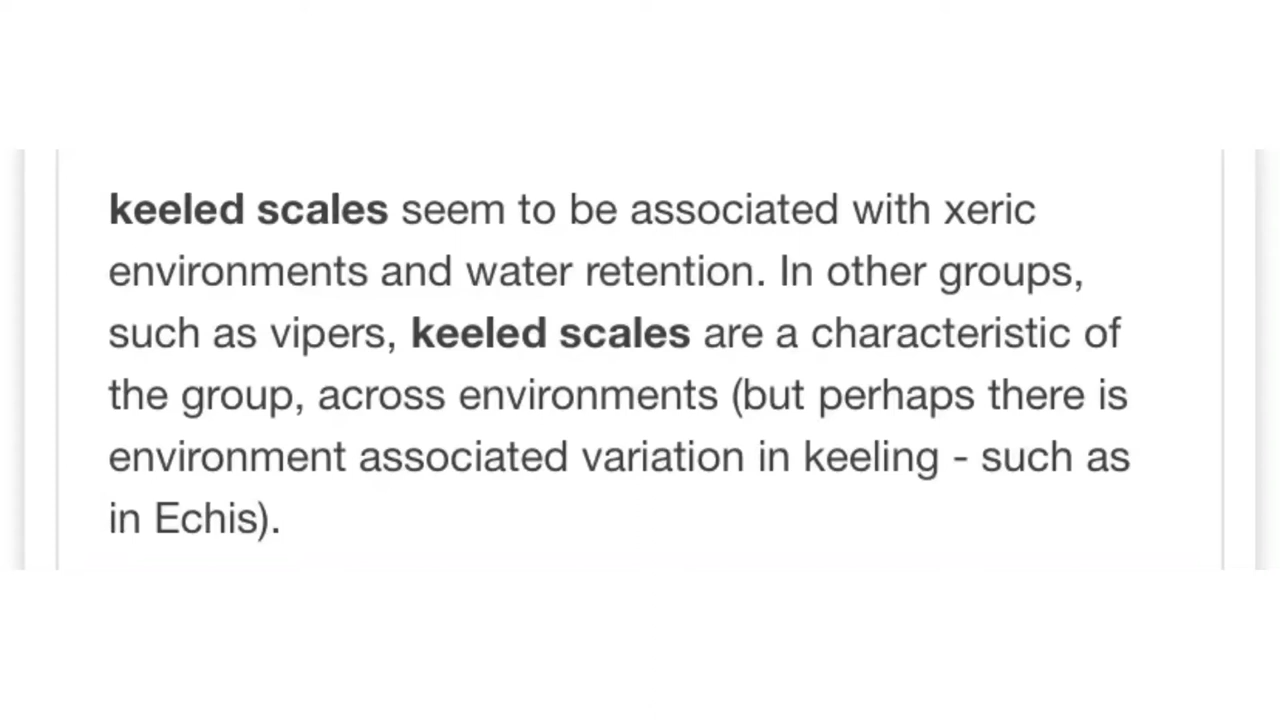 keeled scales seem to be associated with xeric
environments and water retention. In other groups,
such as vipers, keeled scales are a characteristic of
the group, across environments (but perhaps there is
environment associated variation in keeling - such as
in Echis).